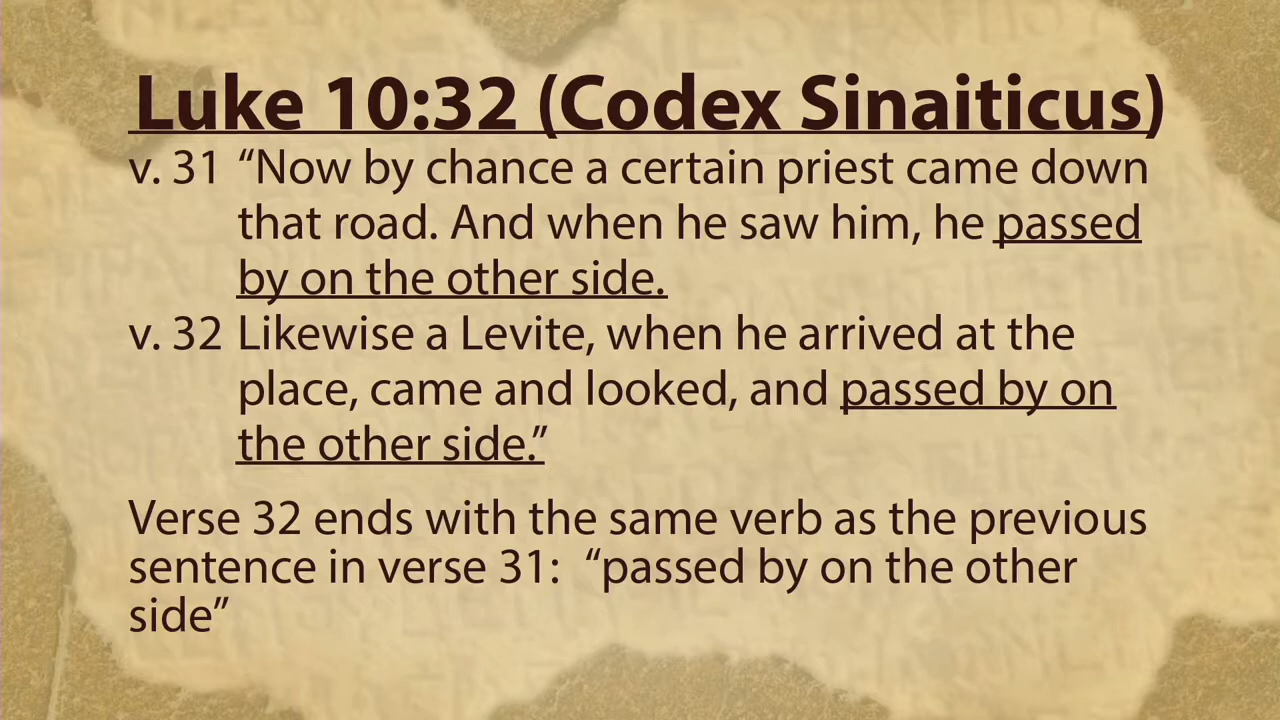 Luke 10:32 (Codex Sinaiticus)
v. 31 “Now by chance a certain priest came down
that road. And when he saw him, he passed
by on the other side.
v. 32 Likewise a Levite, when he arrived at the
place, came and looked, and passed by on
the other side.”
Verse 32 ends with the same verb as the previous
sentence in verse 31: “passed by on the other
side”